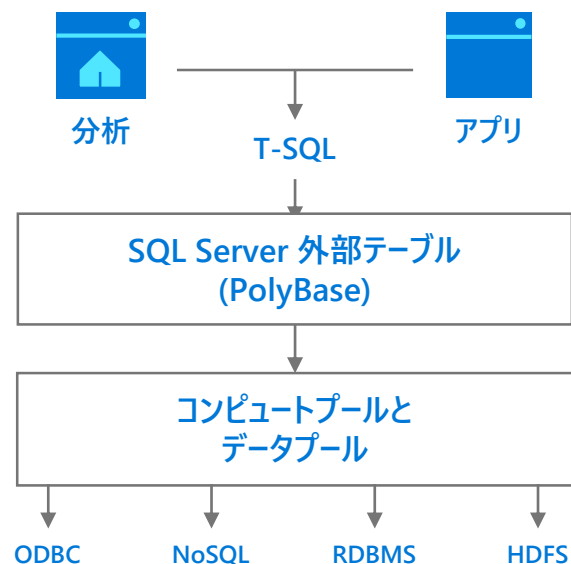 分析
アプリ
T-SQL
SQL Server 外部テーブル
(PolyBase)
コンピュートプールと
データプール
ODBC
NoSQL
RDBMS
HDFS